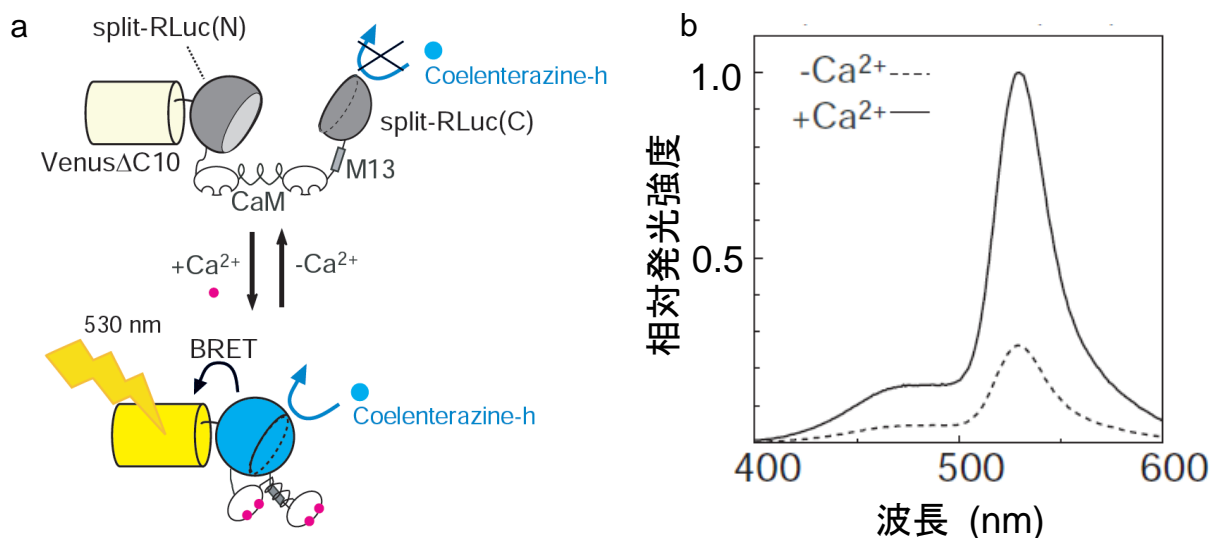 a
split-RLuc(N)
Coelenterazine-h
split-RLuc(C)
VenusΔC10
M13
CaM
+Ca²⁺
-Ca²⁺
530 nm
BRET
Coelenterazine-h
b
-Ca²⁺
+Ca²⁺
1.0
0.5
相対発光強度
400
500
600
波長 (nm)